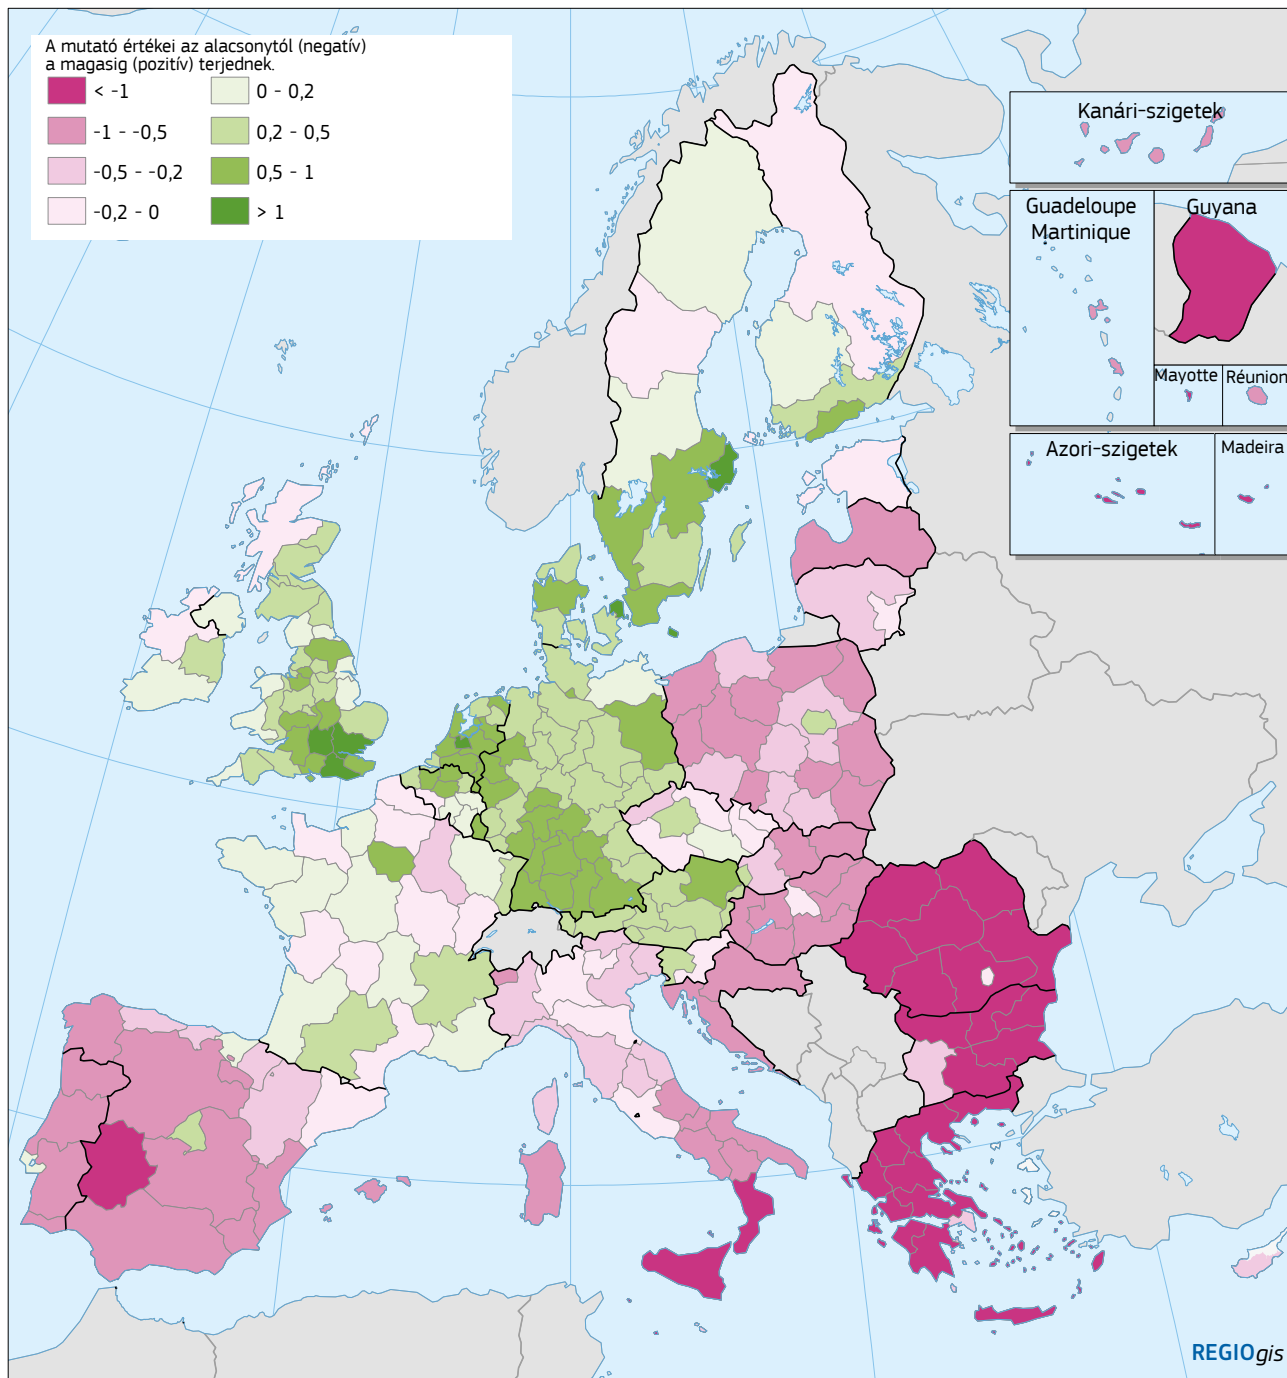 A mutató értékei az alacsonytól (negatív)
a magasig (pozitív) terjednek.
< -1
-1 - -0,5
-0,5 - -0,2
-0,2 - 0
0 - 0,2
0,2 - 0,5
0,5 - 1
> 1
Kanári-szigetek
Guadeloupe
Martinique
Guyana
Mayotte
Réunion
Azori-szigetek
Madeira
REGIOgis